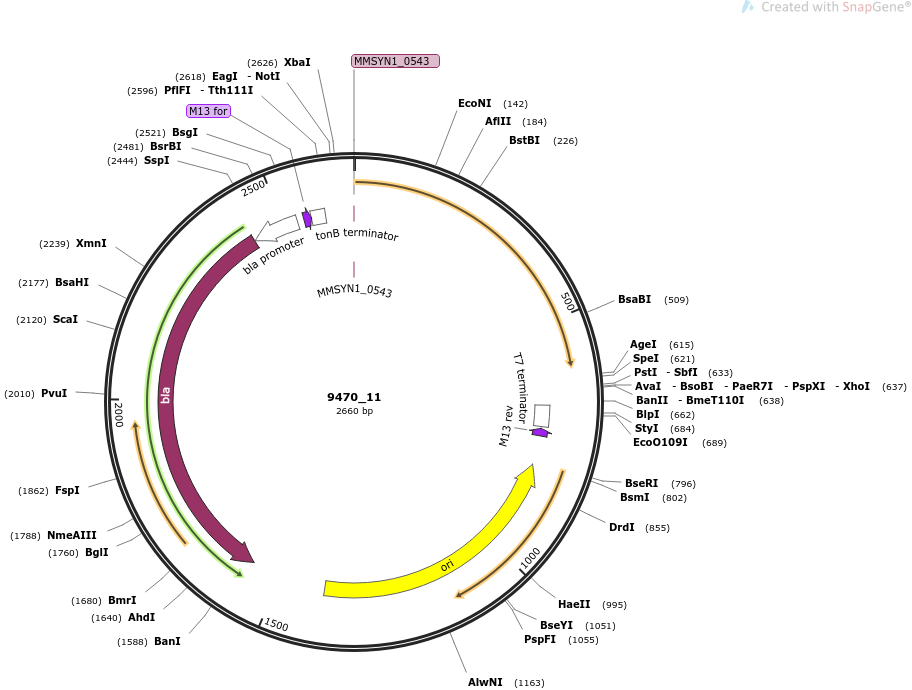 Created with SnapGene®
MMSYN1_0543
(2626) XbaI
(2618) EagI - NotI
(2596) PflFI - Tth111I
M13 for
(2521) BsgI
(2481) BsrBI
(2444) SspI
EcoNI (142)
AflII (184)
BstBI (226)
2500
tonB terminator
bla promoter
MMSYN1_0543
(2239) XmnI
(2177) BsaHI
(2120) ScaI
(2010) PvuI
2000
bla
500
BsaBI (509)
AgeI (615)
SpeI (621)
PstI - SbfI (633)
AvaI - BsoBI - PaeR7I - PspXI - XhoI (637)
BanII - BmeT110I (638)
BlpI (662)
StyI (684)
EcoO109I (689)
T7 terminator
M13 rev
9470_11
2660 bp
BseRI (796)
BsmI (802)
DrdI (855)
(1862) FspI
(1788) NmeAIII
(1760) BglI
(1680) BmrI
(1640) AhdI
(1588) BanI
ori
1000
1500
HaeII (995)
BseYI (1051)
PspFI (1055)
AlwNI (1163)